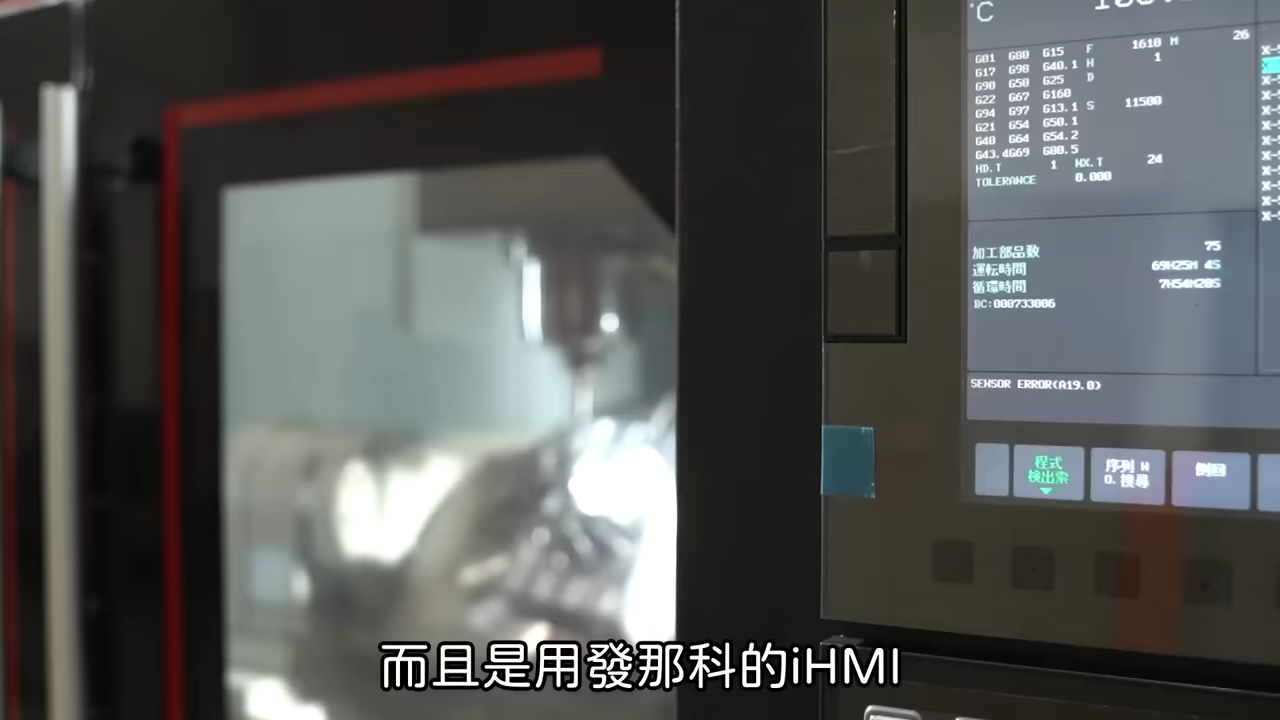 °C
G01 G80 G15 F 1610 M 26
G17 G98 G40.1 H 1
G90 G50 G25 D
G22 G67 G160
G94 G97 G13.1 S 11500
G21 G54 G50.1
G40 G64 G54.2
G43.4G69 G80.5
HD.T 1 NX.T 24
TOLERANCE 0.000
加工部品数 75
運転時間 69H25M 4S
循環時間 7H54M20S
BC:000733006
SENSOR ERROR(A19.0)
程式
検出索
序列 N
O. 搜尋
倒回
而且是用發那科的iHMI